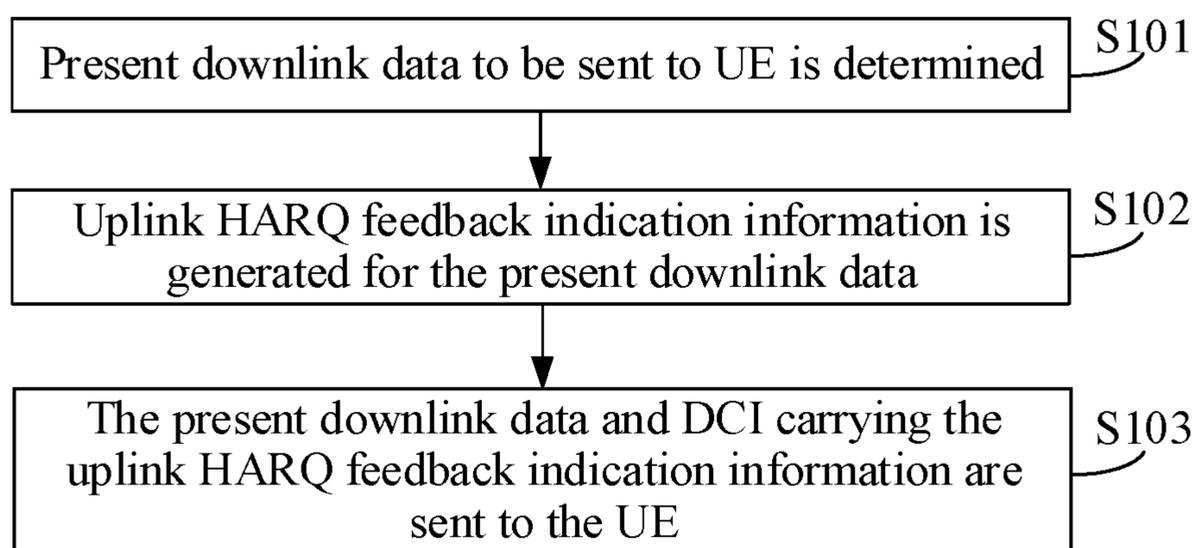 Present downlink data to be sent to UE is determined
S101
Uplink HARQ feedback indication information is
generated for the present downlink data
S102
The present downlink data and DCI carrying the
uplink HARQ feedback indication information are
sent to the UE
S103